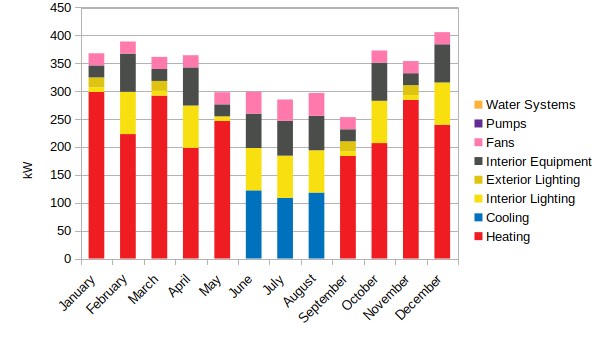 450
400
350
300
250
200
150
100
50
0
kW
January
February
March
April
May
June
July
August
September
October
November
December
Water Systems
Pumps
Fans
Interior Equipment
Exterior Lighting
Interior Lighting
Cooling
Heating